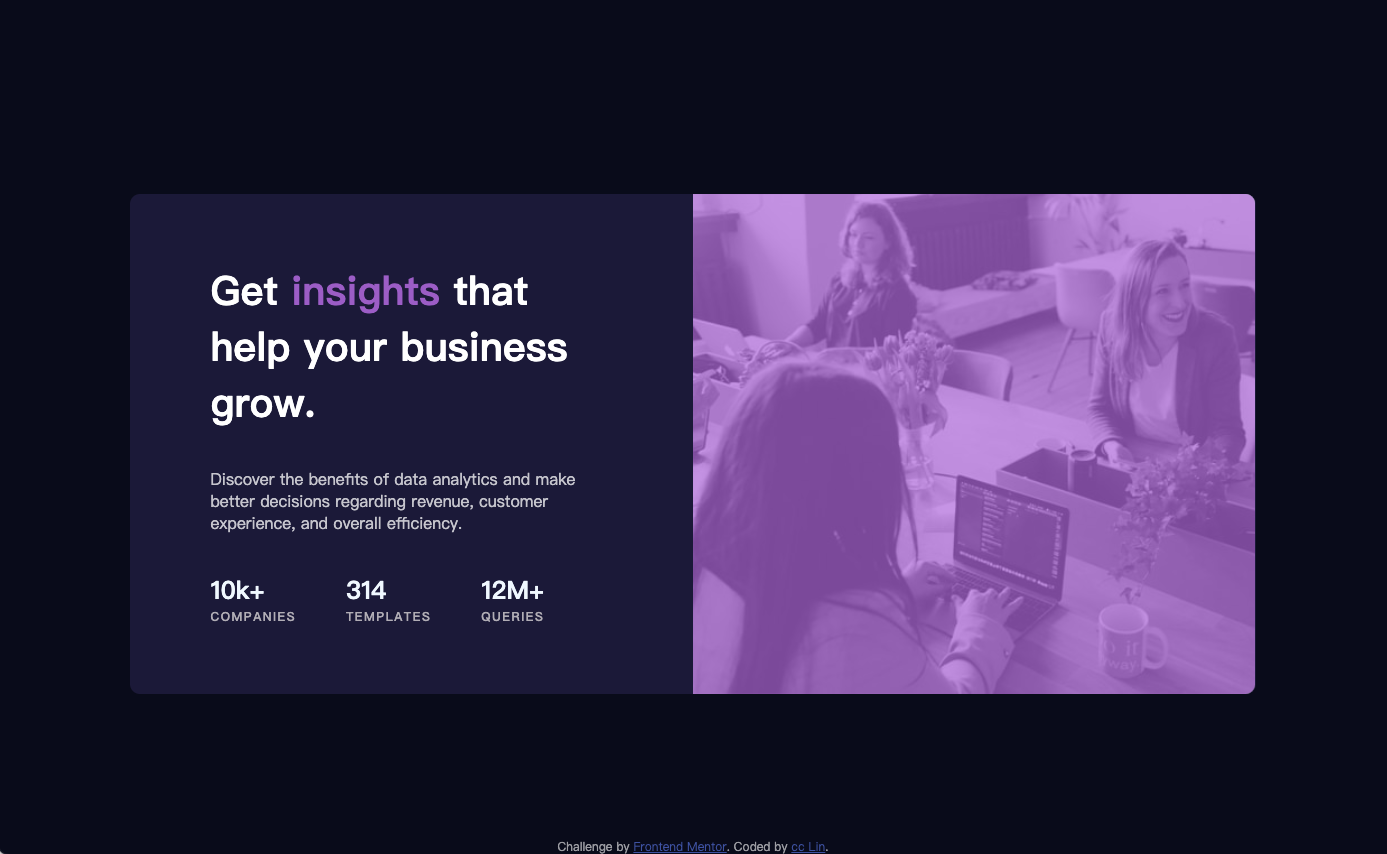 Get insights that
help your business
grow.
Discover the benefits of data analytics and make
better decisions regarding revenue, customer
experience, and overall efficiency.
10k+ 314 12M+
COMPANIES TEMPLATES QUERIES
Challenge by Frontend Mentor. Coded by cc Lin.